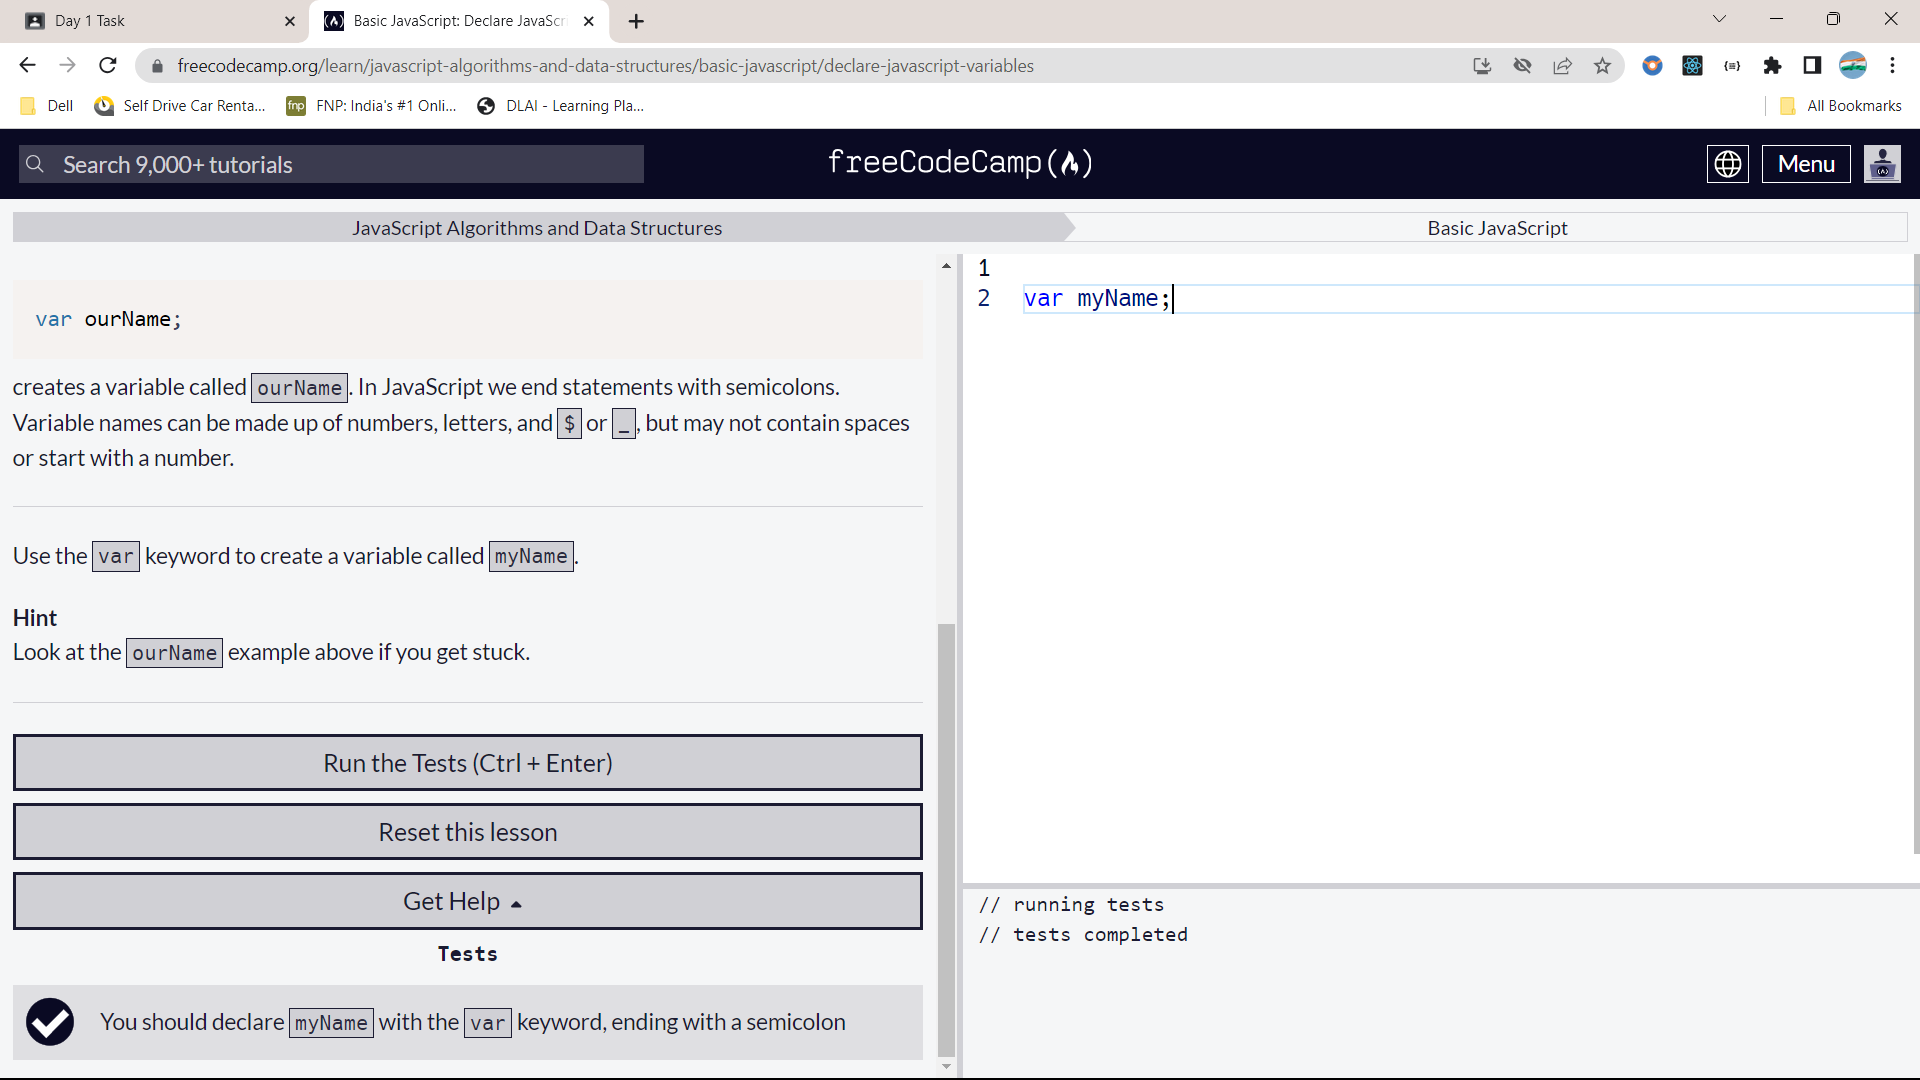 Day 1 Task
Basic JavaScript: Declare JavaScri
freecodecamp.org/learn/javascript-algorithms-and-data-structures/basic-javascript/declare-javascript-variables
Dell
Self Drive Car Renta...
fnp
FNP: India's #1 Onli...
DLAI - Learning Pla...
All Bookmarks
Search 9,000+ tutorials
freeCodeCamp
Menu
JavaScript Algorithms and Data Structures
Basic JavaScript
var ourName;
creates a variable called ourName. In JavaScript we end statements with semicolons.
Variable names can be made up of numbers, letters, and $ or _, but may not contain spaces
or start with a number.
Use the var keyword to create a variable called myName.
Hint
Look at the ourName example above if you get stuck.
Run the Tests (Ctrl + Enter)
Reset this lesson
Get Help
Tests
You should declare myName with the var keyword, ending with a semicolon
1
2 var myName;
// running tests
// tests completed